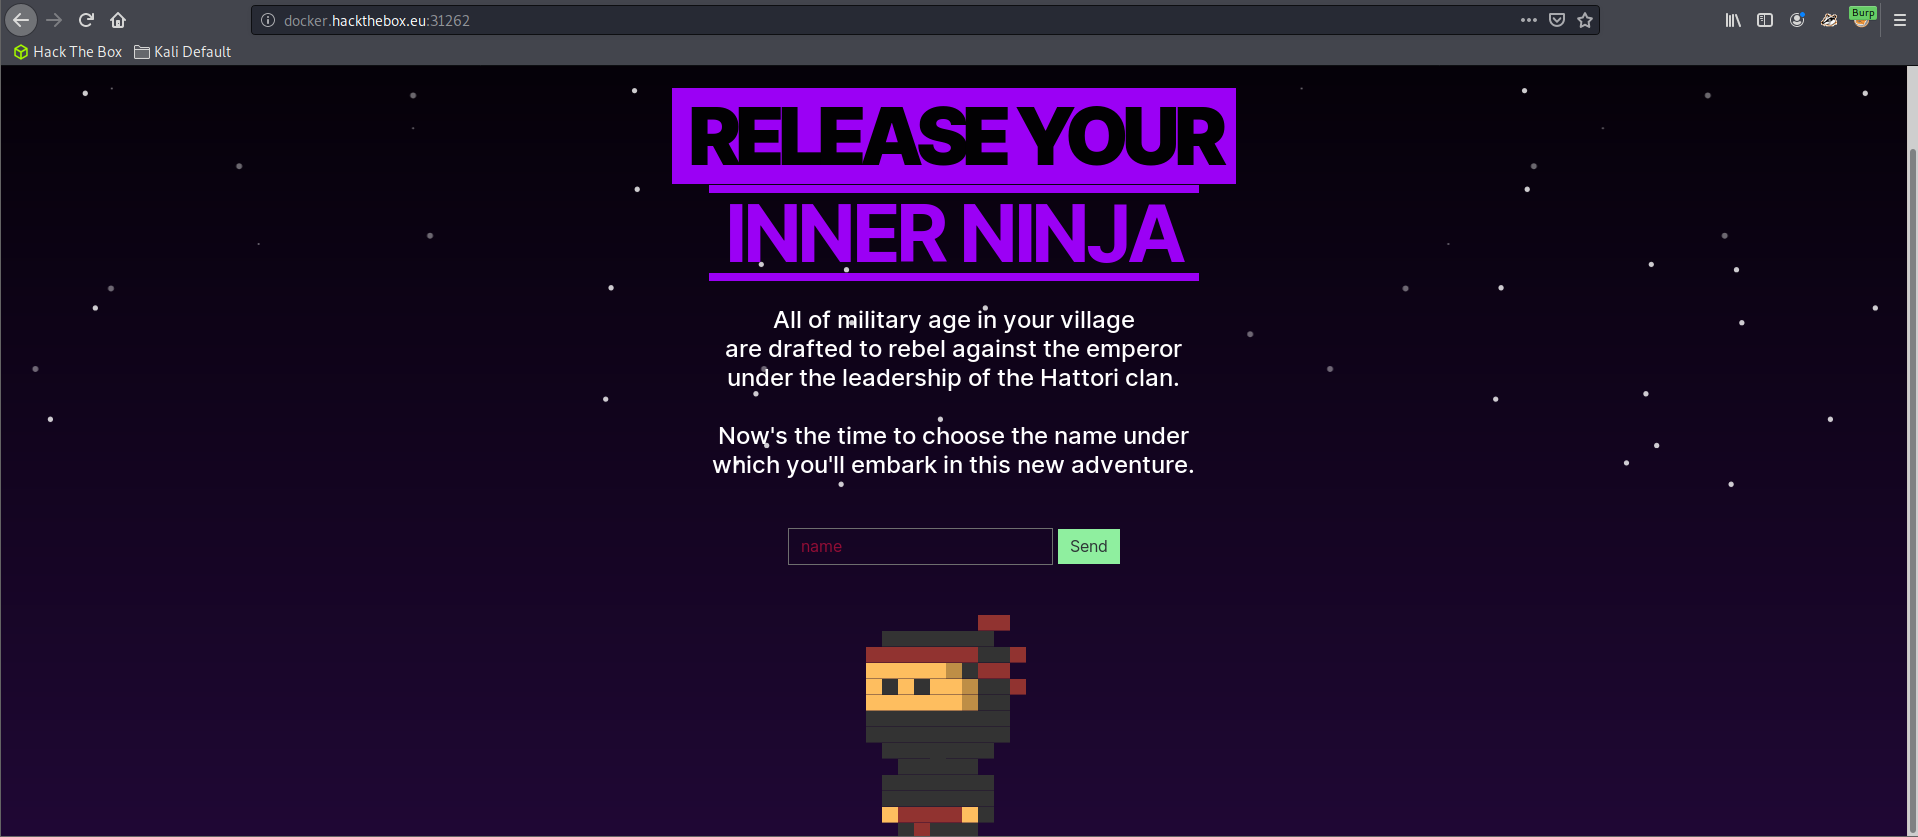 docker.hackthebox.eu:31262
Burp
Hack The Box Kali Default
RELEASE YOUR
INNER NINJA
All of military age in your village
are drafted to rebel against the emperor
under the leadership of the Hattori clan.
Now's the time to choose the name under
which you'll embark in this new adventure.
name Send